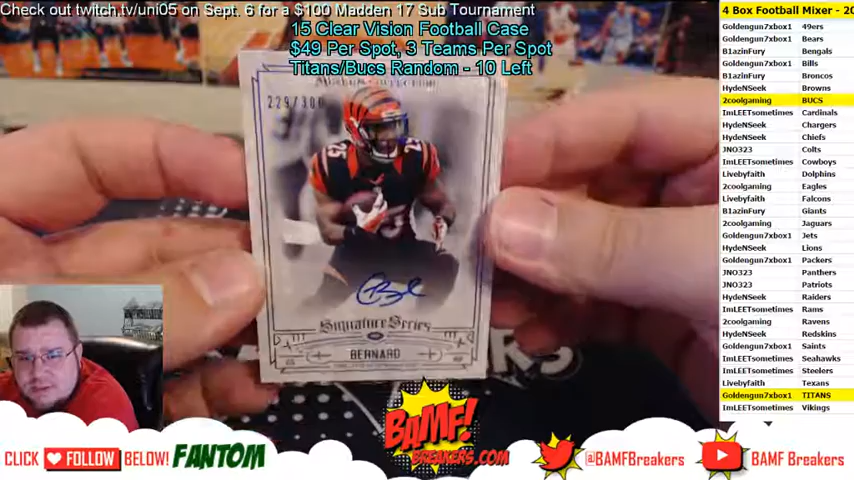 Check out twitch.tv/uni05 on Sept. 6 for a $100 Madden 17 Sub Tournament
15 Clear Vision Football Case
$49 Per Spot, 3 Teams Per Spot
Titans/Bucs Random - 10 Left
229/300
25
Signature Series
BERNARD
4 Box Football Mixer - 20
Goldengun7xbox1 49ers
Goldengun7xbox1 Bears
B1azinFury Bengals
Goldengun7xbox1 Bills
B1azinFury Broncos
HydeNSeek Browns
2coolgaming BUCS
ImLEETsometimes Cardinals
HydeNSeek Chargers
HydeNSeek Chiefs
JNO323 Colts
ImLEETsometimes Cowboys
Livebyfaith Dolphins
2coolgaming Eagles
Livebyfaith Falcons
B1azinFury Giants
2coolgaming Jaguars
Goldengun7xbox1 Jets
HydeNSeek Lions
Goldengun7xbox1 Packers
JNO323 Panthers
JNO323 Patriots
HydeNSeek Raiders
ImLEETsometimes Rams
2coolgaming Ravens
HydeNSeek Redskins
Goldengun7xbox1 Saints
ImLEETsometimes Seahawks
ImLEETsometimes Steelers
Livebyfaith Texans
Goldengun7xbox1 TITANS
ImLEETsometimes Vikings
CLICK FOLLOW BELOW! FANTOM
BAMF!
BREAKERS.COM
@BAMFBreakers
BAMF Breakers